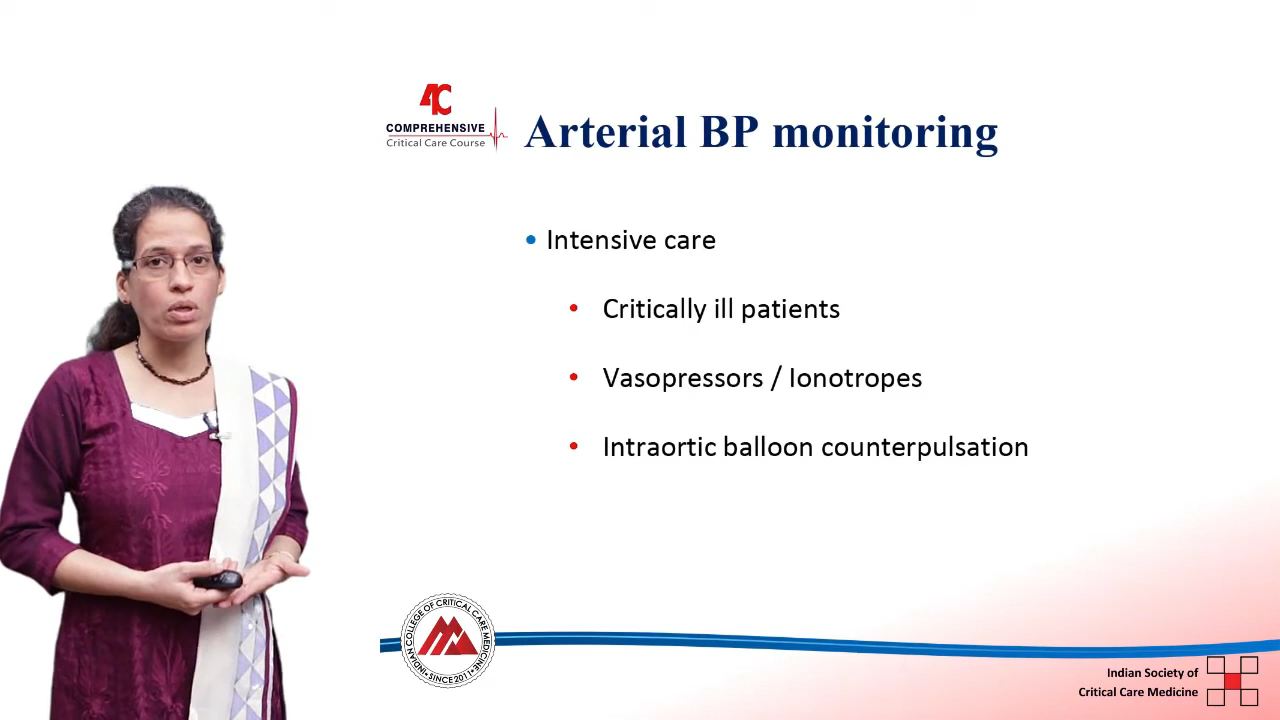 4C
COMPREHENSIVE
Critical Care Course
Arterial BP monitoring
• Intensive care
• Critically ill patients
• Vasopressors / Ionotropes
• Intraortic balloon counterpulsation
INDIAN COLLEGE OF CRITICAL CARE MEDICINE
SINCE 2011
Indian Society of
Critical Care Medicine